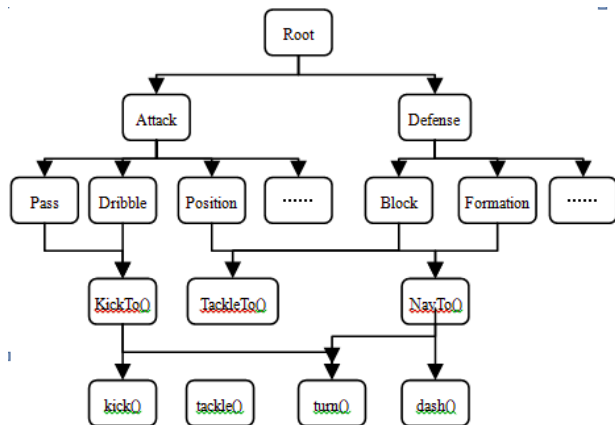 Root
Attack
Defense
Pass
Dribble
Position
......
Block
Formation
......
KickTo()
TackleTo()
NavTo()
kick()
tackle()
turn()
dash()